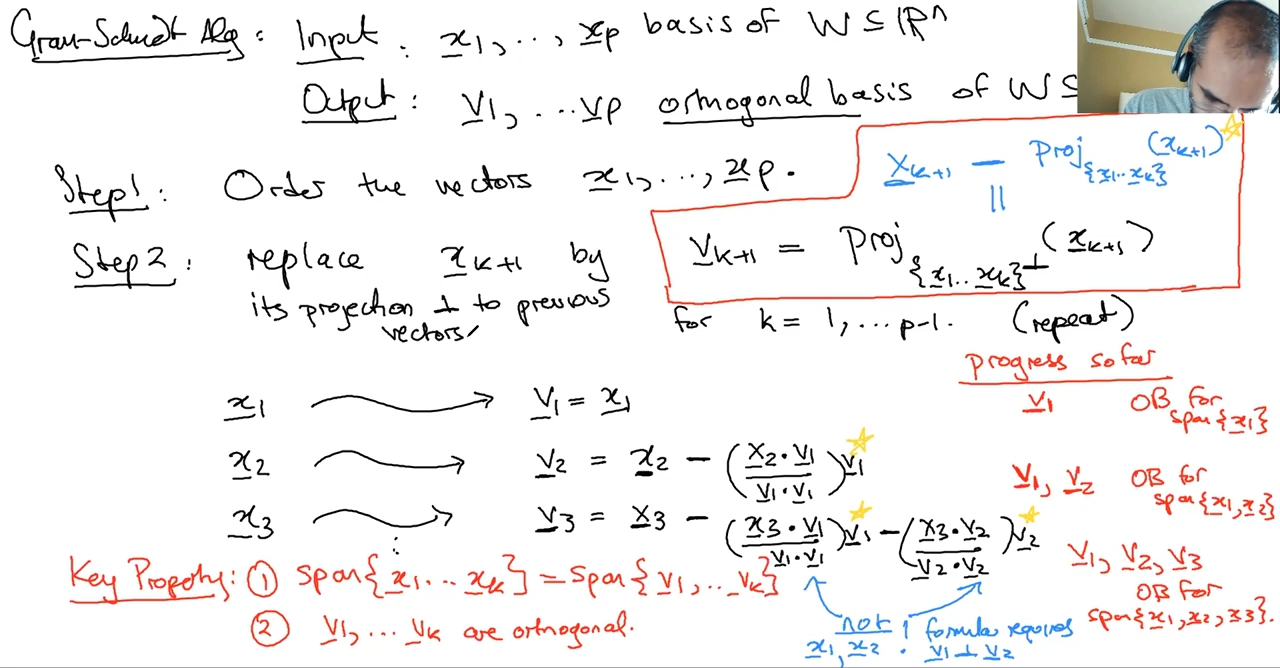 Gram-Schmidt Alg : Input : x1, .., xp basis of W ⊆ ℝ^n
Output : v1, ... vp orthogonal basis of W ⊆
Step 1 : Order the vectors x1, ..., xp.
x_{k+1} − Proj_{{x1..xk}} (x_{k+1}) ☆
||
Step 2 : replace x_{k+1} by
its projection ⊥ to previous
vectors
v_{k+1} = Proj_{{x1..xk}⊥} (x_{k+1})
for k = 1, ... p-1. (repeat)
progress so far
x1 → v1 = x1
v1 OB for
span{x1}
x2 → v2 = x2 − (x2 · v1 / v1 · v1) v1 ☆
v1, v2 OB for
span{x1, x2}
x3 → v3 = x3 − (x3 · v1 / v1 · v1) v1 ☆ − (x3 · v2 / v2 · v2) v2 ☆
⋮
v1, v2, v3
OB for
span{x1, x2, x3}.
Key Property: ① span{x1 ... xk} = span{v1, .. vk}
② v1, ... vk are orthogonal.
not ! formula requires
x1, x2 v1 ⊥ v2